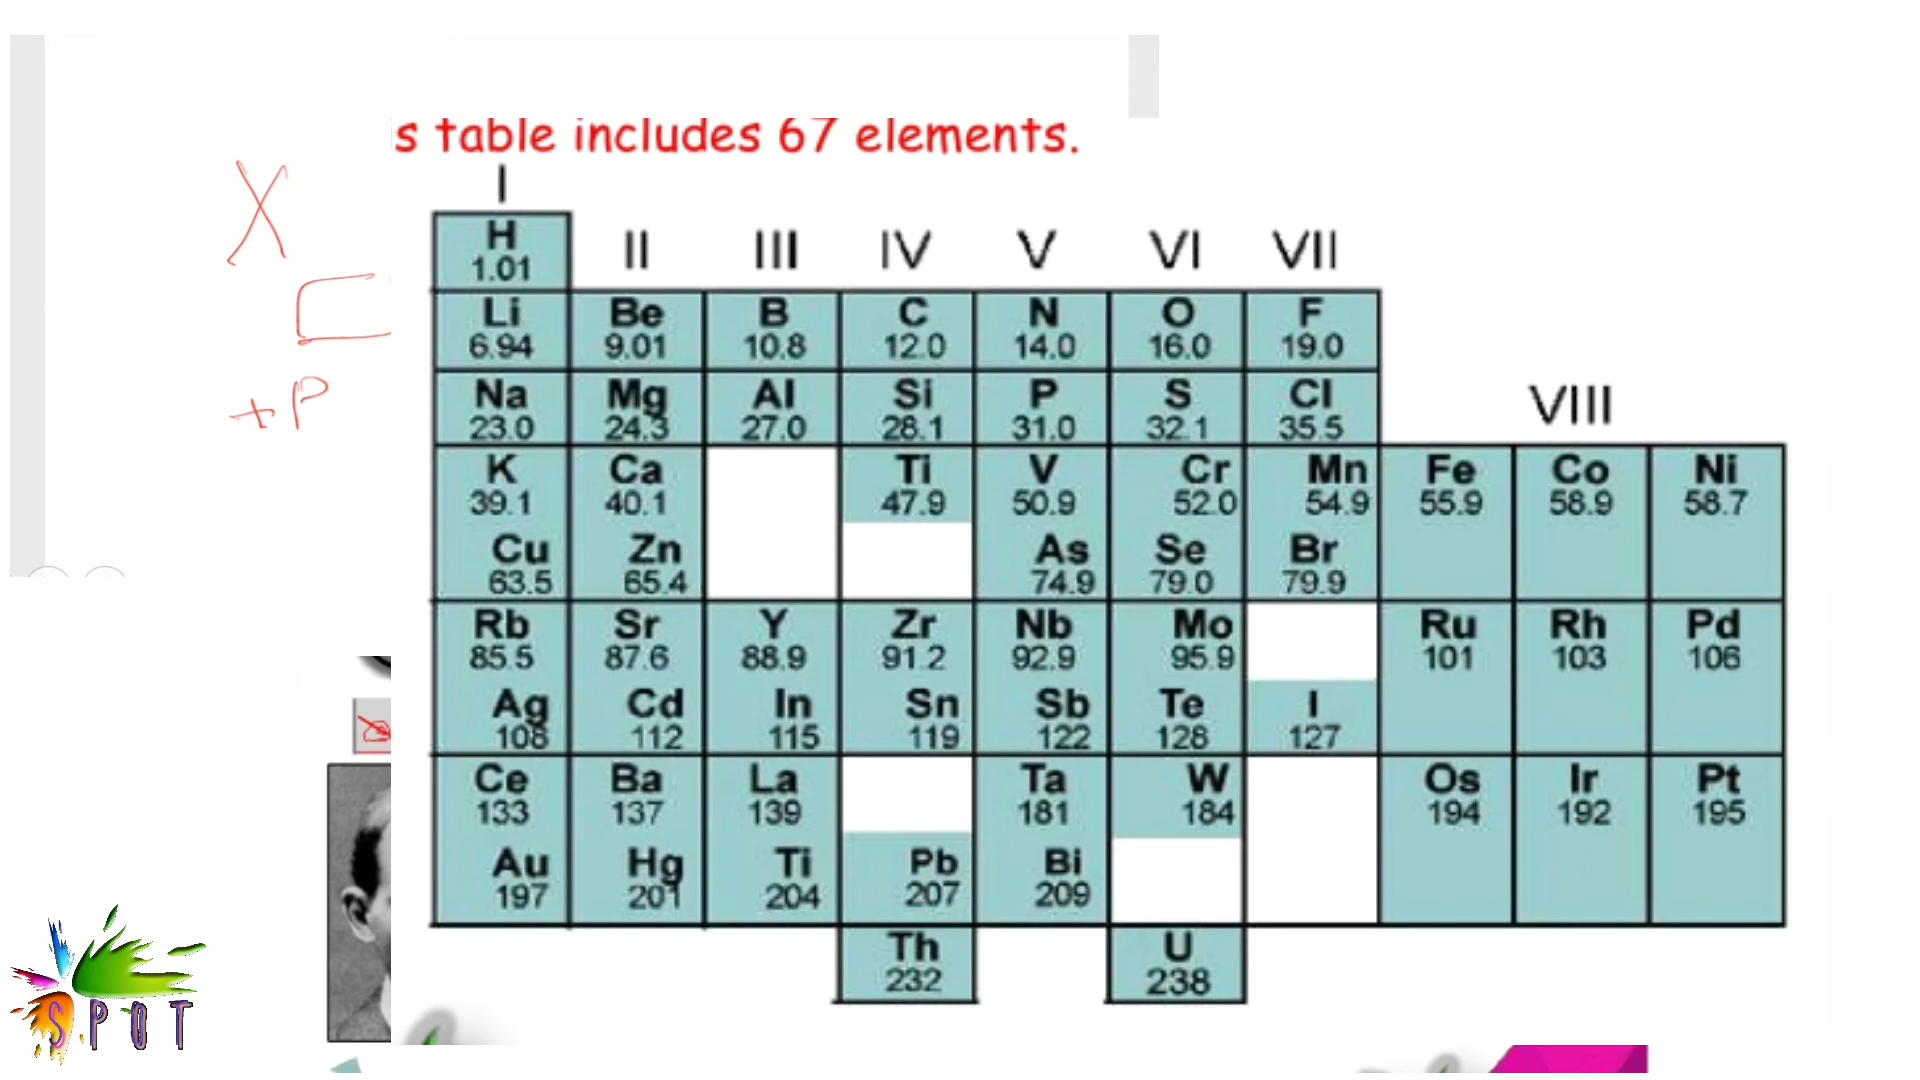 s table includes 67 elements.
I
H
1.01
II III IV V VI VII
Li Be B C N O F
6.94 9.01 10.8 12.0 14.0 16.0 19.0
Na Mg Al Si P S Cl
23.0 24.3 27.0 28.1 31.0 32.1 35.5
VIII
K Ca Ti V Cr Mn Fe Co Ni
39.1 40.1 47.9 50.9 52.0 54.9 55.9 58.9 58.7
Cu Zn As Se Br
63.5 65.4 74.9 79.0 79.9
Rb Sr Y Zr Nb Mo Ru Rh Pd
85.5 87.6 88.9 91.2 92.9 95.9 101 103 106
Ag Cd In Sn Sb Te I
108 112 115 119 122 128 127
Ce Ba La Ta W Os Ir Pt
133 137 139 181 184 194 192 195
Au Hg Ti Pb Bi
197 201 204 207 209
Th U
232 238
X
+P
SPOT